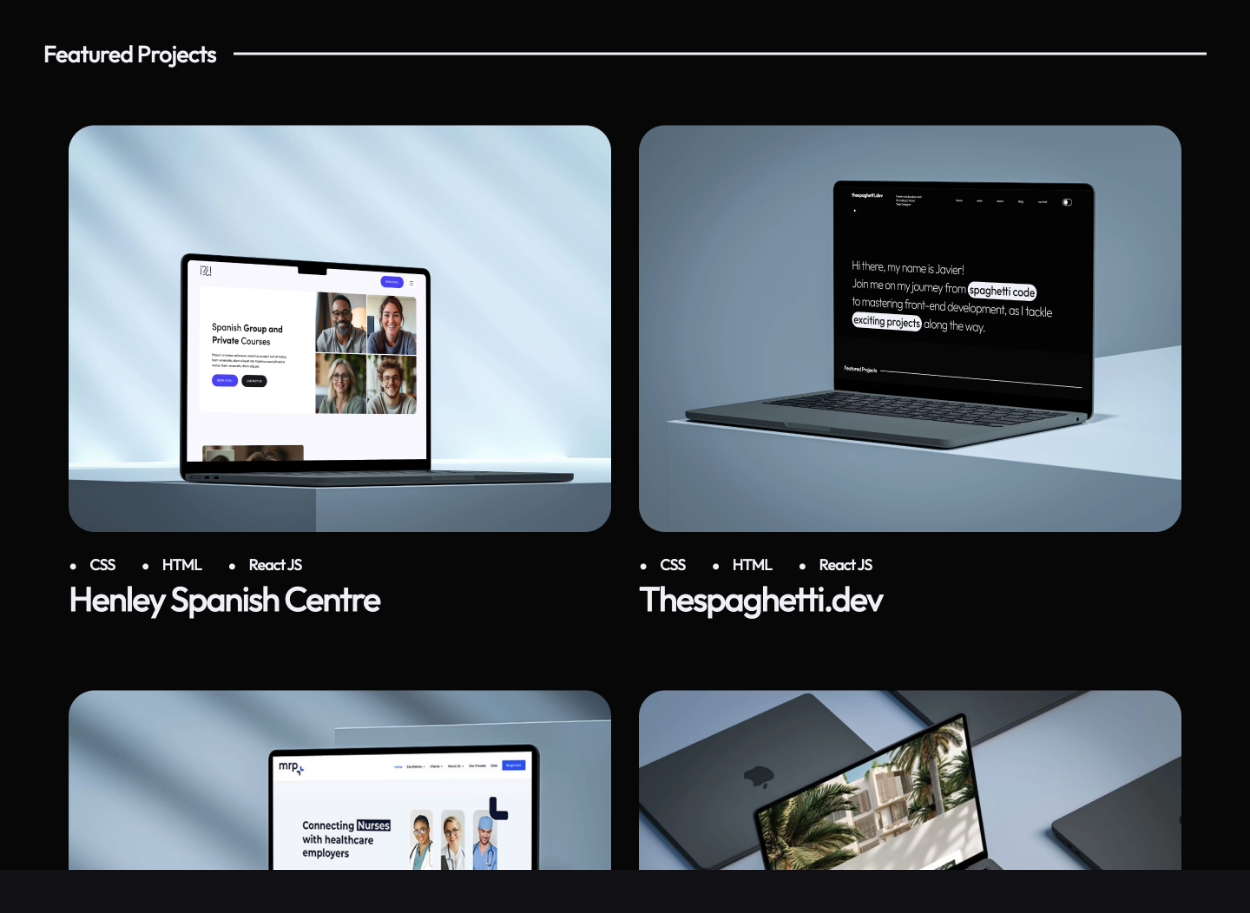 Featured Projects
Spanish Group and
Private Courses
thespaghetti.dev
Hi there, my name is Javier!
Join me on my journey from spaghetti code
to mastering front-end development, as I tackle
exciting projects along the way.
Featured Projects
CSS HTML React JS
Henley Spanish Centre
CSS HTML React JS
Thespaghetti.dev
mrp
Connecting Nurses
with healthcare
employers